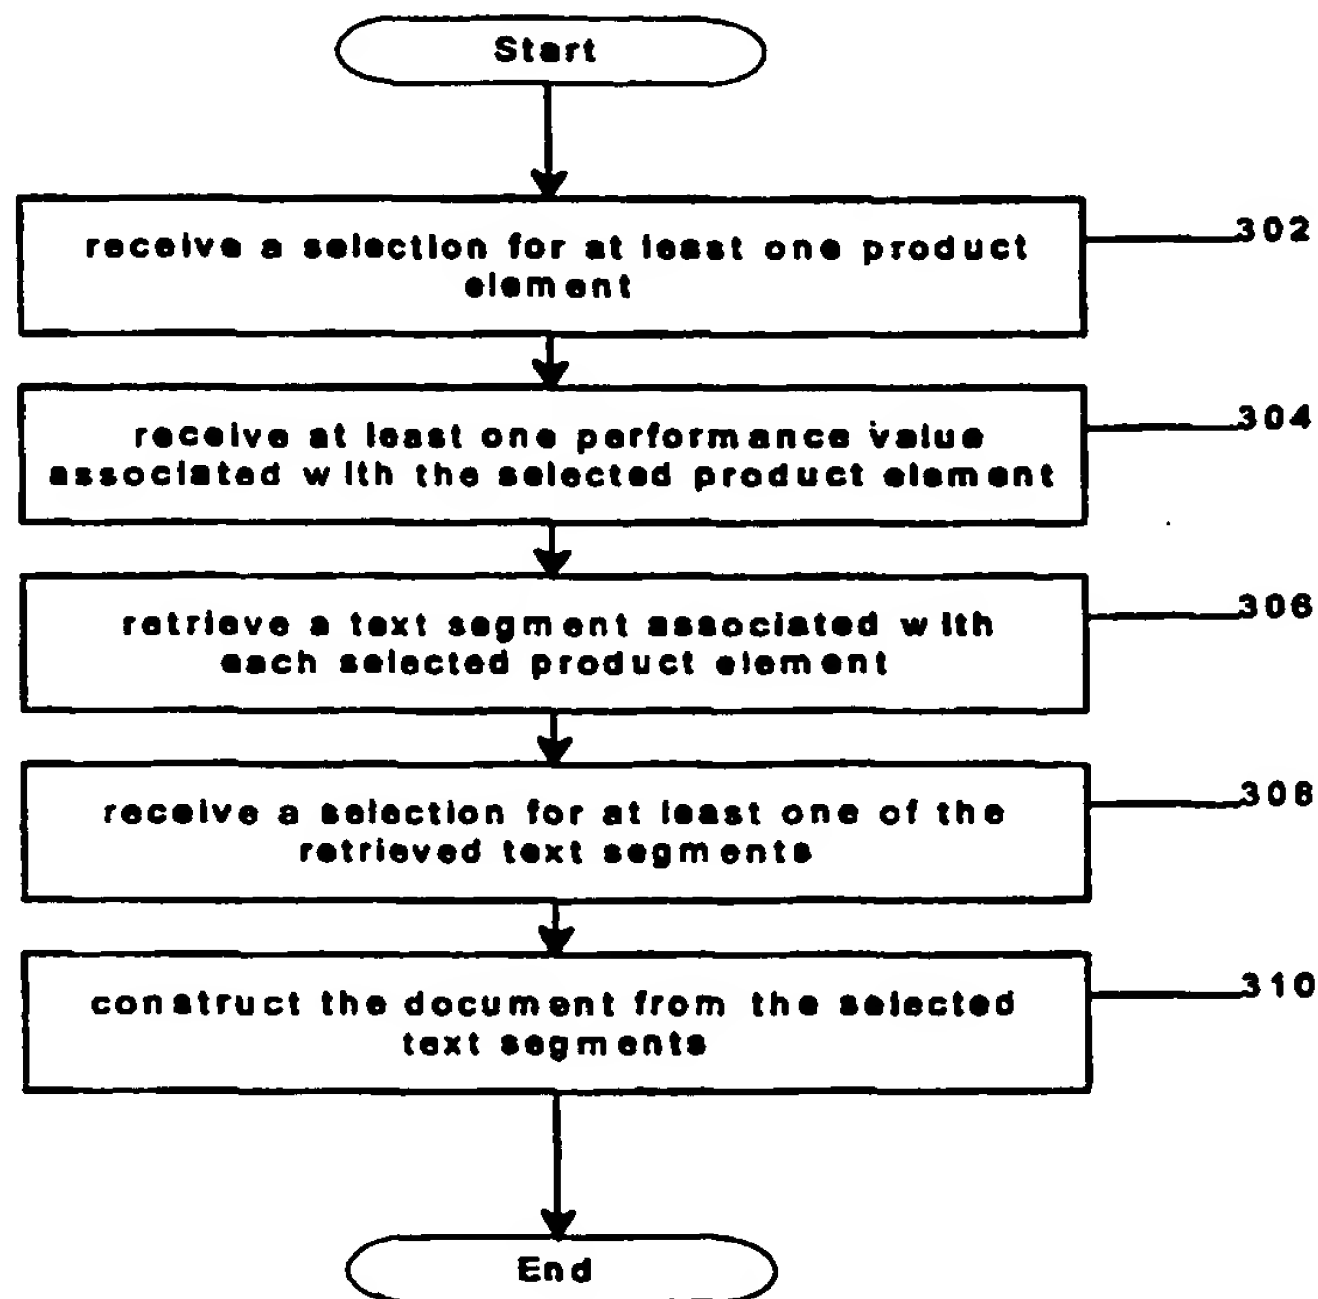 Start
receive a selection for at least one product
element
302
receive at least one performance value
associated with the selected product element
304
retrieve a text segment associated with
each selected product element
306
receive a selection for at least one of the
retrieved text segments
308
construct the document from the selected
text segments
310
End